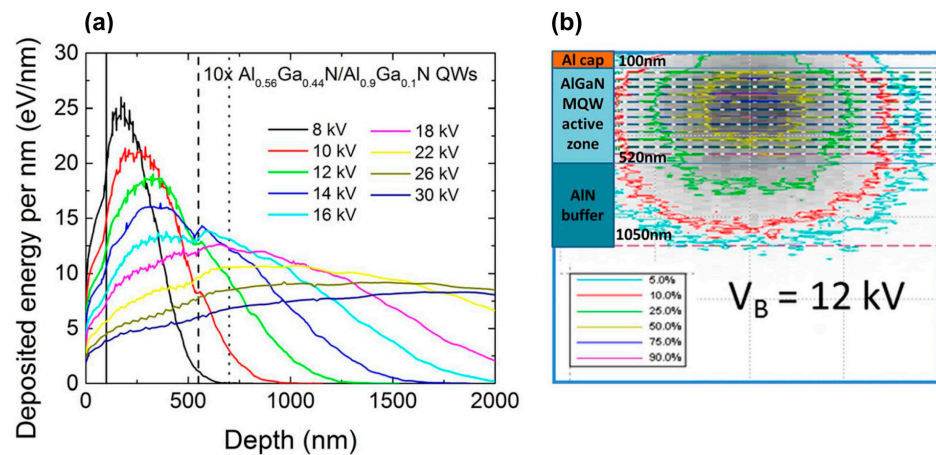 (a)
Deposited energy per nm (eV/nm)
30
25
20
15
10
5
0
10x Al0.56Ga0.44N/Al0.9Ga0.1N QWs
8 kV
10 kV
12 kV
14 kV
16 kV
18 kV
22 kV
26 kV
30 kV
0
500
1000
1500
2000
Depth (nm)
(b)
Al cap
100nm
AlGaN
MQW
active
zone
520nm
AlN
buffer
1050nm
VB = 12 kV
5.0%
10.0%
25.0%
50.0%
75.0%
90.0%